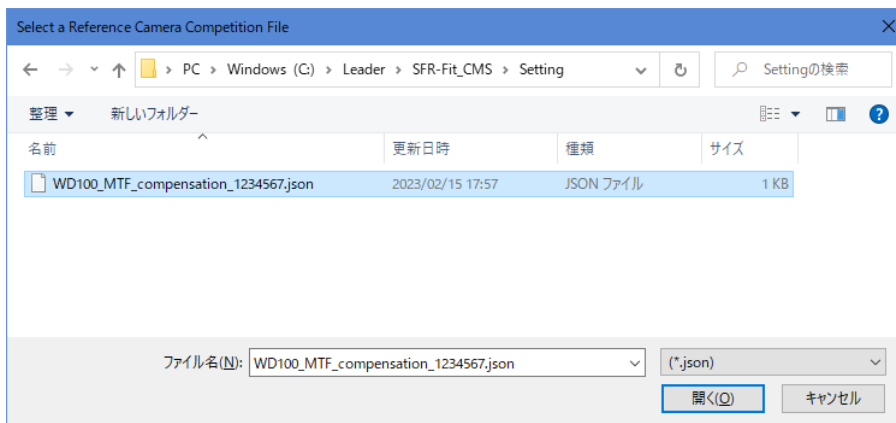 Select a Reference Camera Competition File
PC > Windows (C:) > Leader > SFR-Fit_CMS > Setting
Settingの検索
整理 新しいフォルダー
名前 更新日時 種類 サイズ
WD100_MTF_compensation_1234567.json 2023/02/15 17:57 JSON ファイル 1 KB
ファイル名(N): WD100_MTF_compensation_1234567.json (*.json)
開く(O) キャンセル